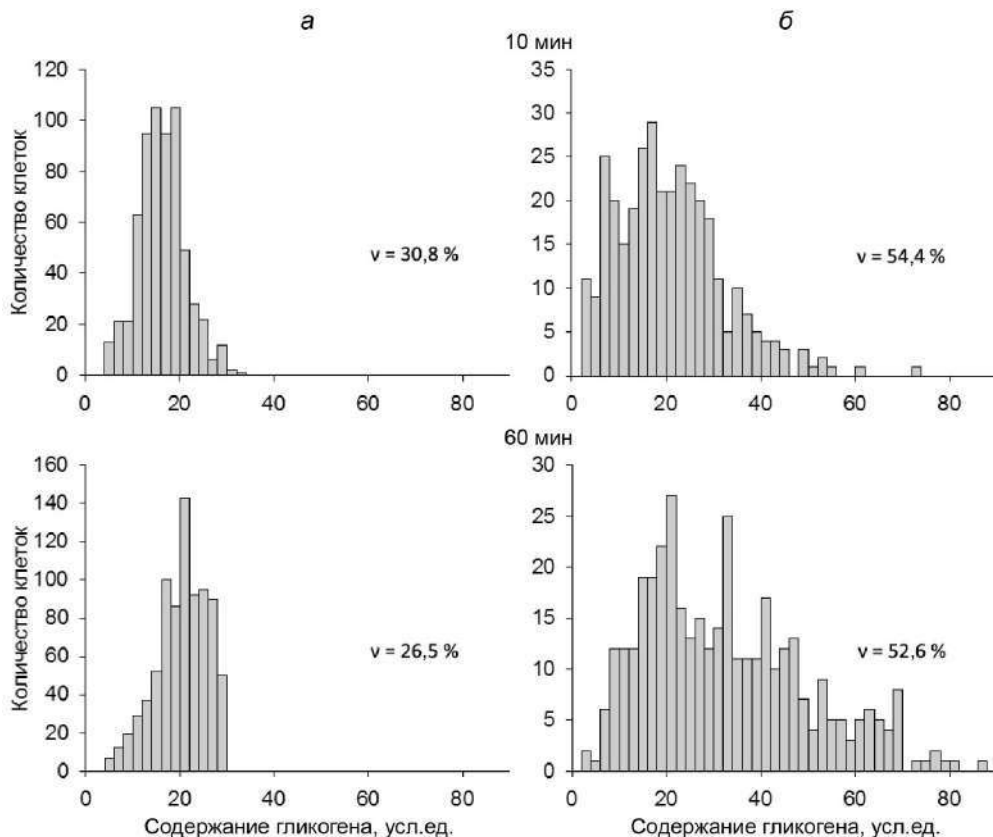 а
б
10 мин
Количество клеток
120
100
80
60
40
20
0
v = 30,8 %
0 20 40 60 80
35
30
25
20
15
10
5
0
v = 54,4 %
0 20 40 60 80
60 мин
Количество клеток
160
140
120
100
80
60
40
20
0
v = 26,5 %
0 20 40 60 80
Содержание гликогена, усл.ед.
30
25
20
15
10
5
0
v = 52,6 %
0 20 40 60 80
Содержание гликогена, усл.ед.